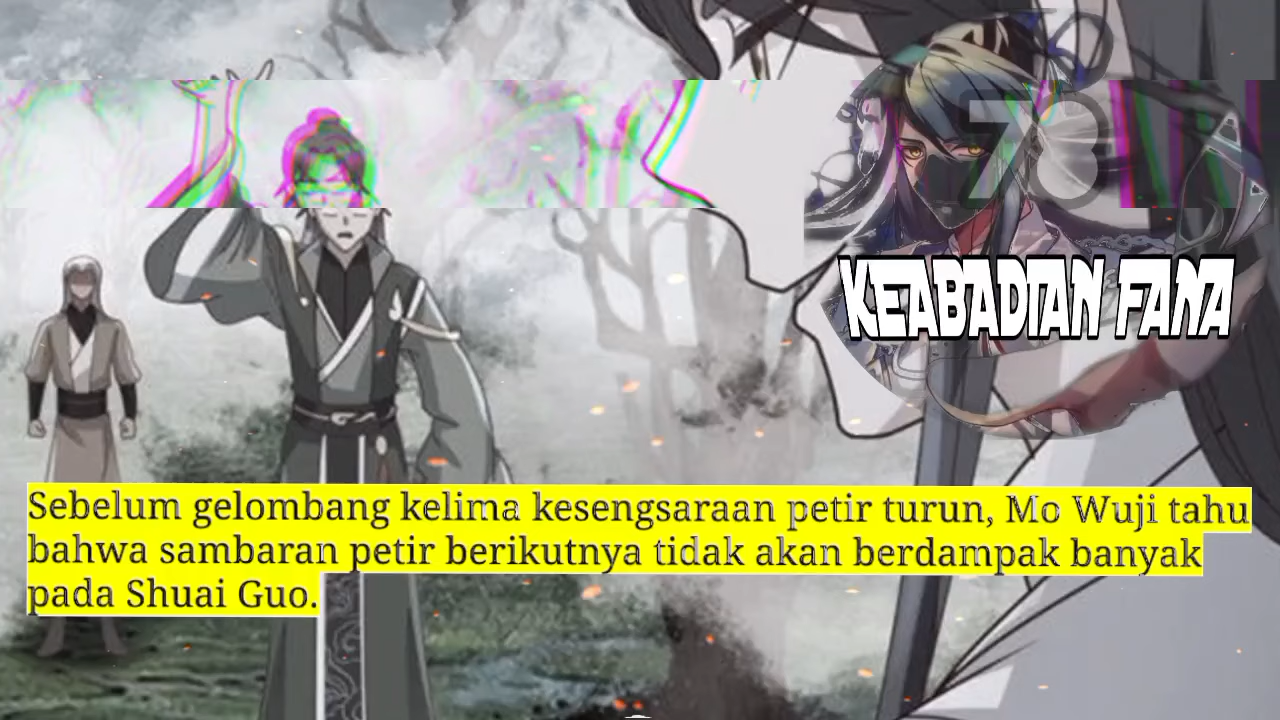 78
KEABADIAN FANA
Sebelum gelombang kelima kesengsaraan petir turun, Mo Wuji tahu
bahwa sambaran petir berikutnya tidak akan berdampak banyak
pada Shuai Guo.